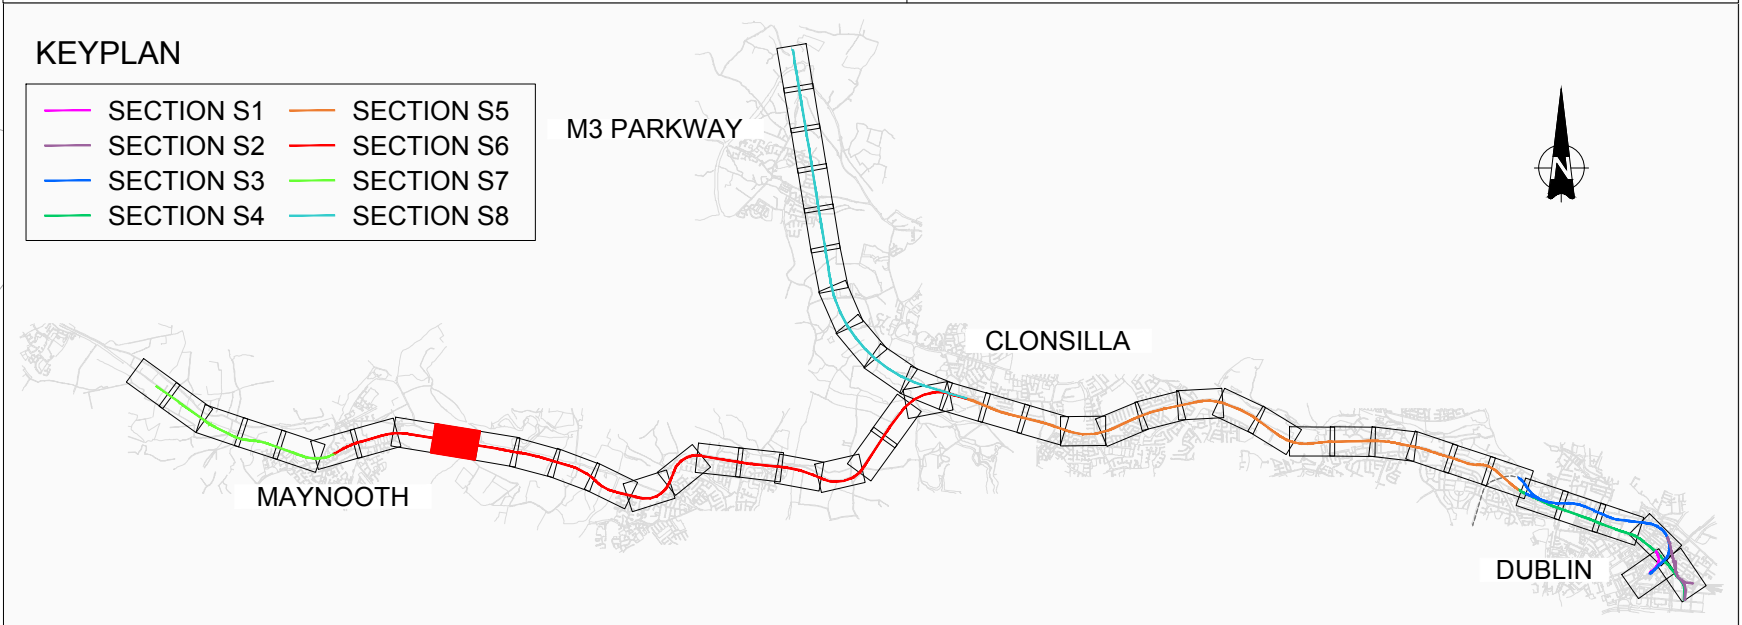 KEYPLAN
SECTION S1
SECTION S2
SECTION S3
SECTION S4
SECTION S5
SECTION S6
SECTION S7
SECTION S8
M3 PARKWAY
N
CLONSILLA
MAYNOOTH
DUBLIN